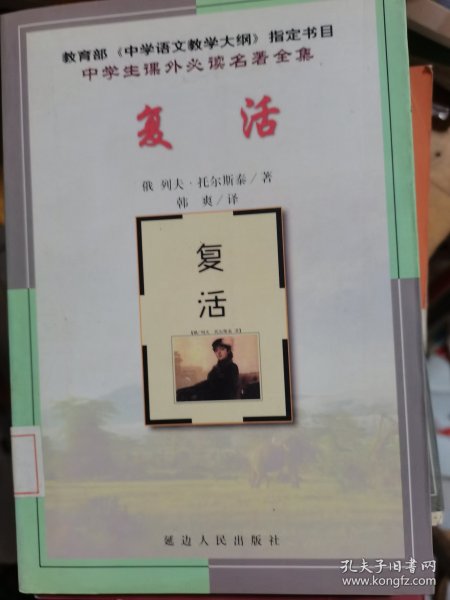 教育部《中学语文教学大纲》指定书目
中学生课外必读名著全集
复 活
俄 列夫·托尔斯泰／著
韩 爽／译
复
活
延边人民出版社
孔夫子旧书网
www.kongfz.com